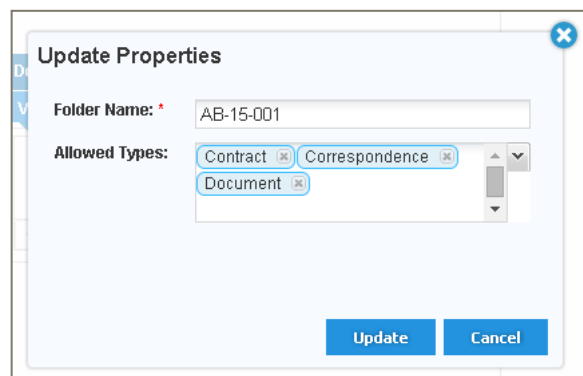 Update Properties
Folder Name: * AB-15-001
Allowed Types: Contract Correspondence
Document
Update Cancel